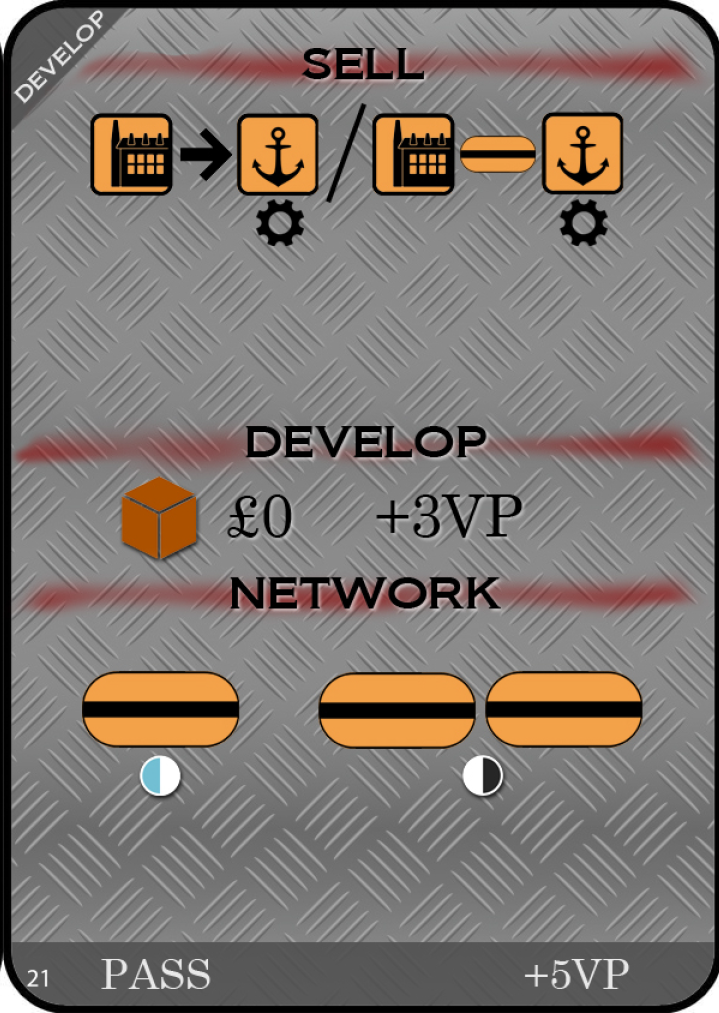 DEVELOP
SELL
DEVELOP
£0 +3VP
NETWORK
21 PASS +5VP